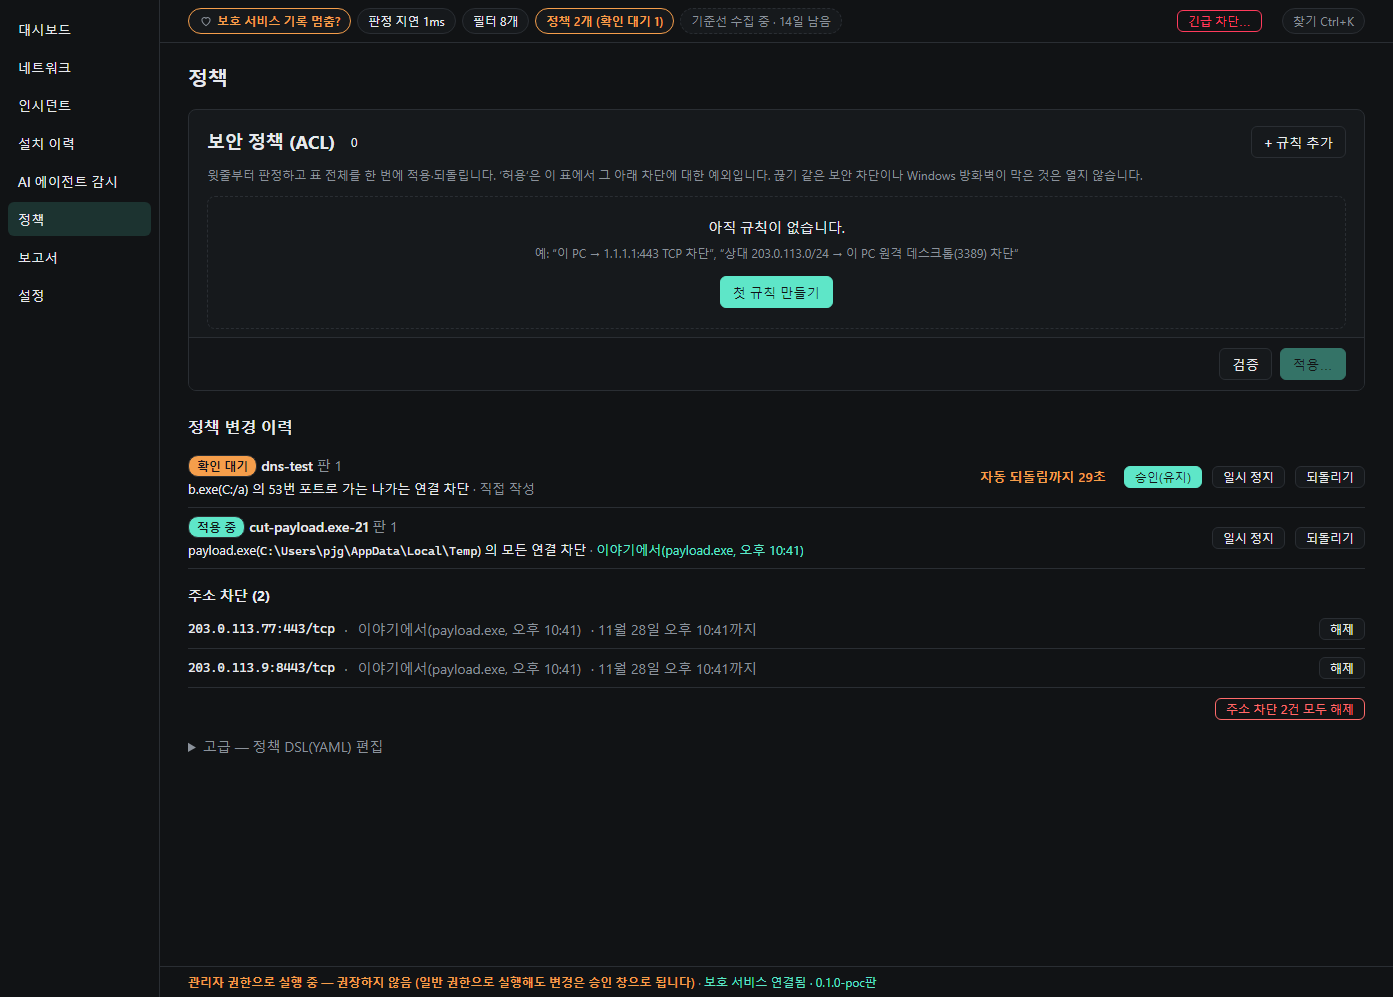 대시보드
네트워크
인시던트
설치 이력
AI 에이전트 감시
정책
보고서
설정
♡ 보호 서비스 기록 멈춤?
판정 지연 1ms
필터 8개
정책 2개 (확인 대기 1)
기준선 수집 중 · 14일 남음
긴급 차단...
찾기 Ctrl+K
정책
보안 정책 (ACL) 0
+ 규칙 추가
윗줄부터 판정하고 표 전체를 한 번에 적용·되돌립니다. '허용'은 이 표에서 그 아래 차단에 대한 예외입니다. 끊기 같은 보안 차단이나 Windows 방화벽이 막은 것은 열지 않습니다.
아직 규칙이 없습니다.
예: “이 PC → 1.1.1.1:443 TCP 차단”, “상대 203.0.113.0/24 → 이 PC 원격 데스크톱(3389) 차단”
첫 규칙 만들기
검증
적용...
정책 변경 이력
확인 대기 dns-test 판 1
b.exe(C:/a) 의 53번 포트로 가는 나가는 연결 차단 · 직접 작성
자동 되돌림까지 29초
승인(유지)
일시 정지
되돌리기
적용 중 cut-payload.exe-21 판 1
payload.exe(C:\Users\pjg\AppData\Local\Temp) 의 모든 연결 차단 · 이야기에서(payload.exe, 오후 10:41)
일시 정지
되돌리기
주소 차단 (2)
203.0.113.77:443/tcp · 이야기에서(payload.exe, 오후 10:41) · 11월 28일 오후 10:41까지
해제
203.0.113.9:8443/tcp · 이야기에서(payload.exe, 오후 10:41) · 11월 28일 오후 10:41까지
해제
주소 차단 2건 모두 해제
▶ 고급 — 정책 DSL(YAML) 편집
관리자 권한으로 실행 중 — 권장하지 않음 (일반 권한으로 실행해도 변경은 승인 창으로 됩니다) · 보호 서비스 연결됨 · 0.1.0-poc판